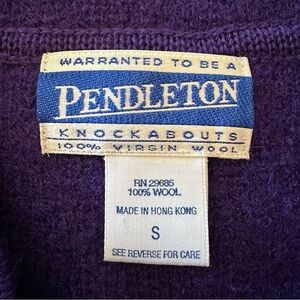 WARRANTED TO BE A
PENDLETON
KNOCKABOUTS
100% VIRGIN WOOL
RN 29685
100% WOOL
MADE IN HONG KONG
S
SEE REVERSE FOR CARE